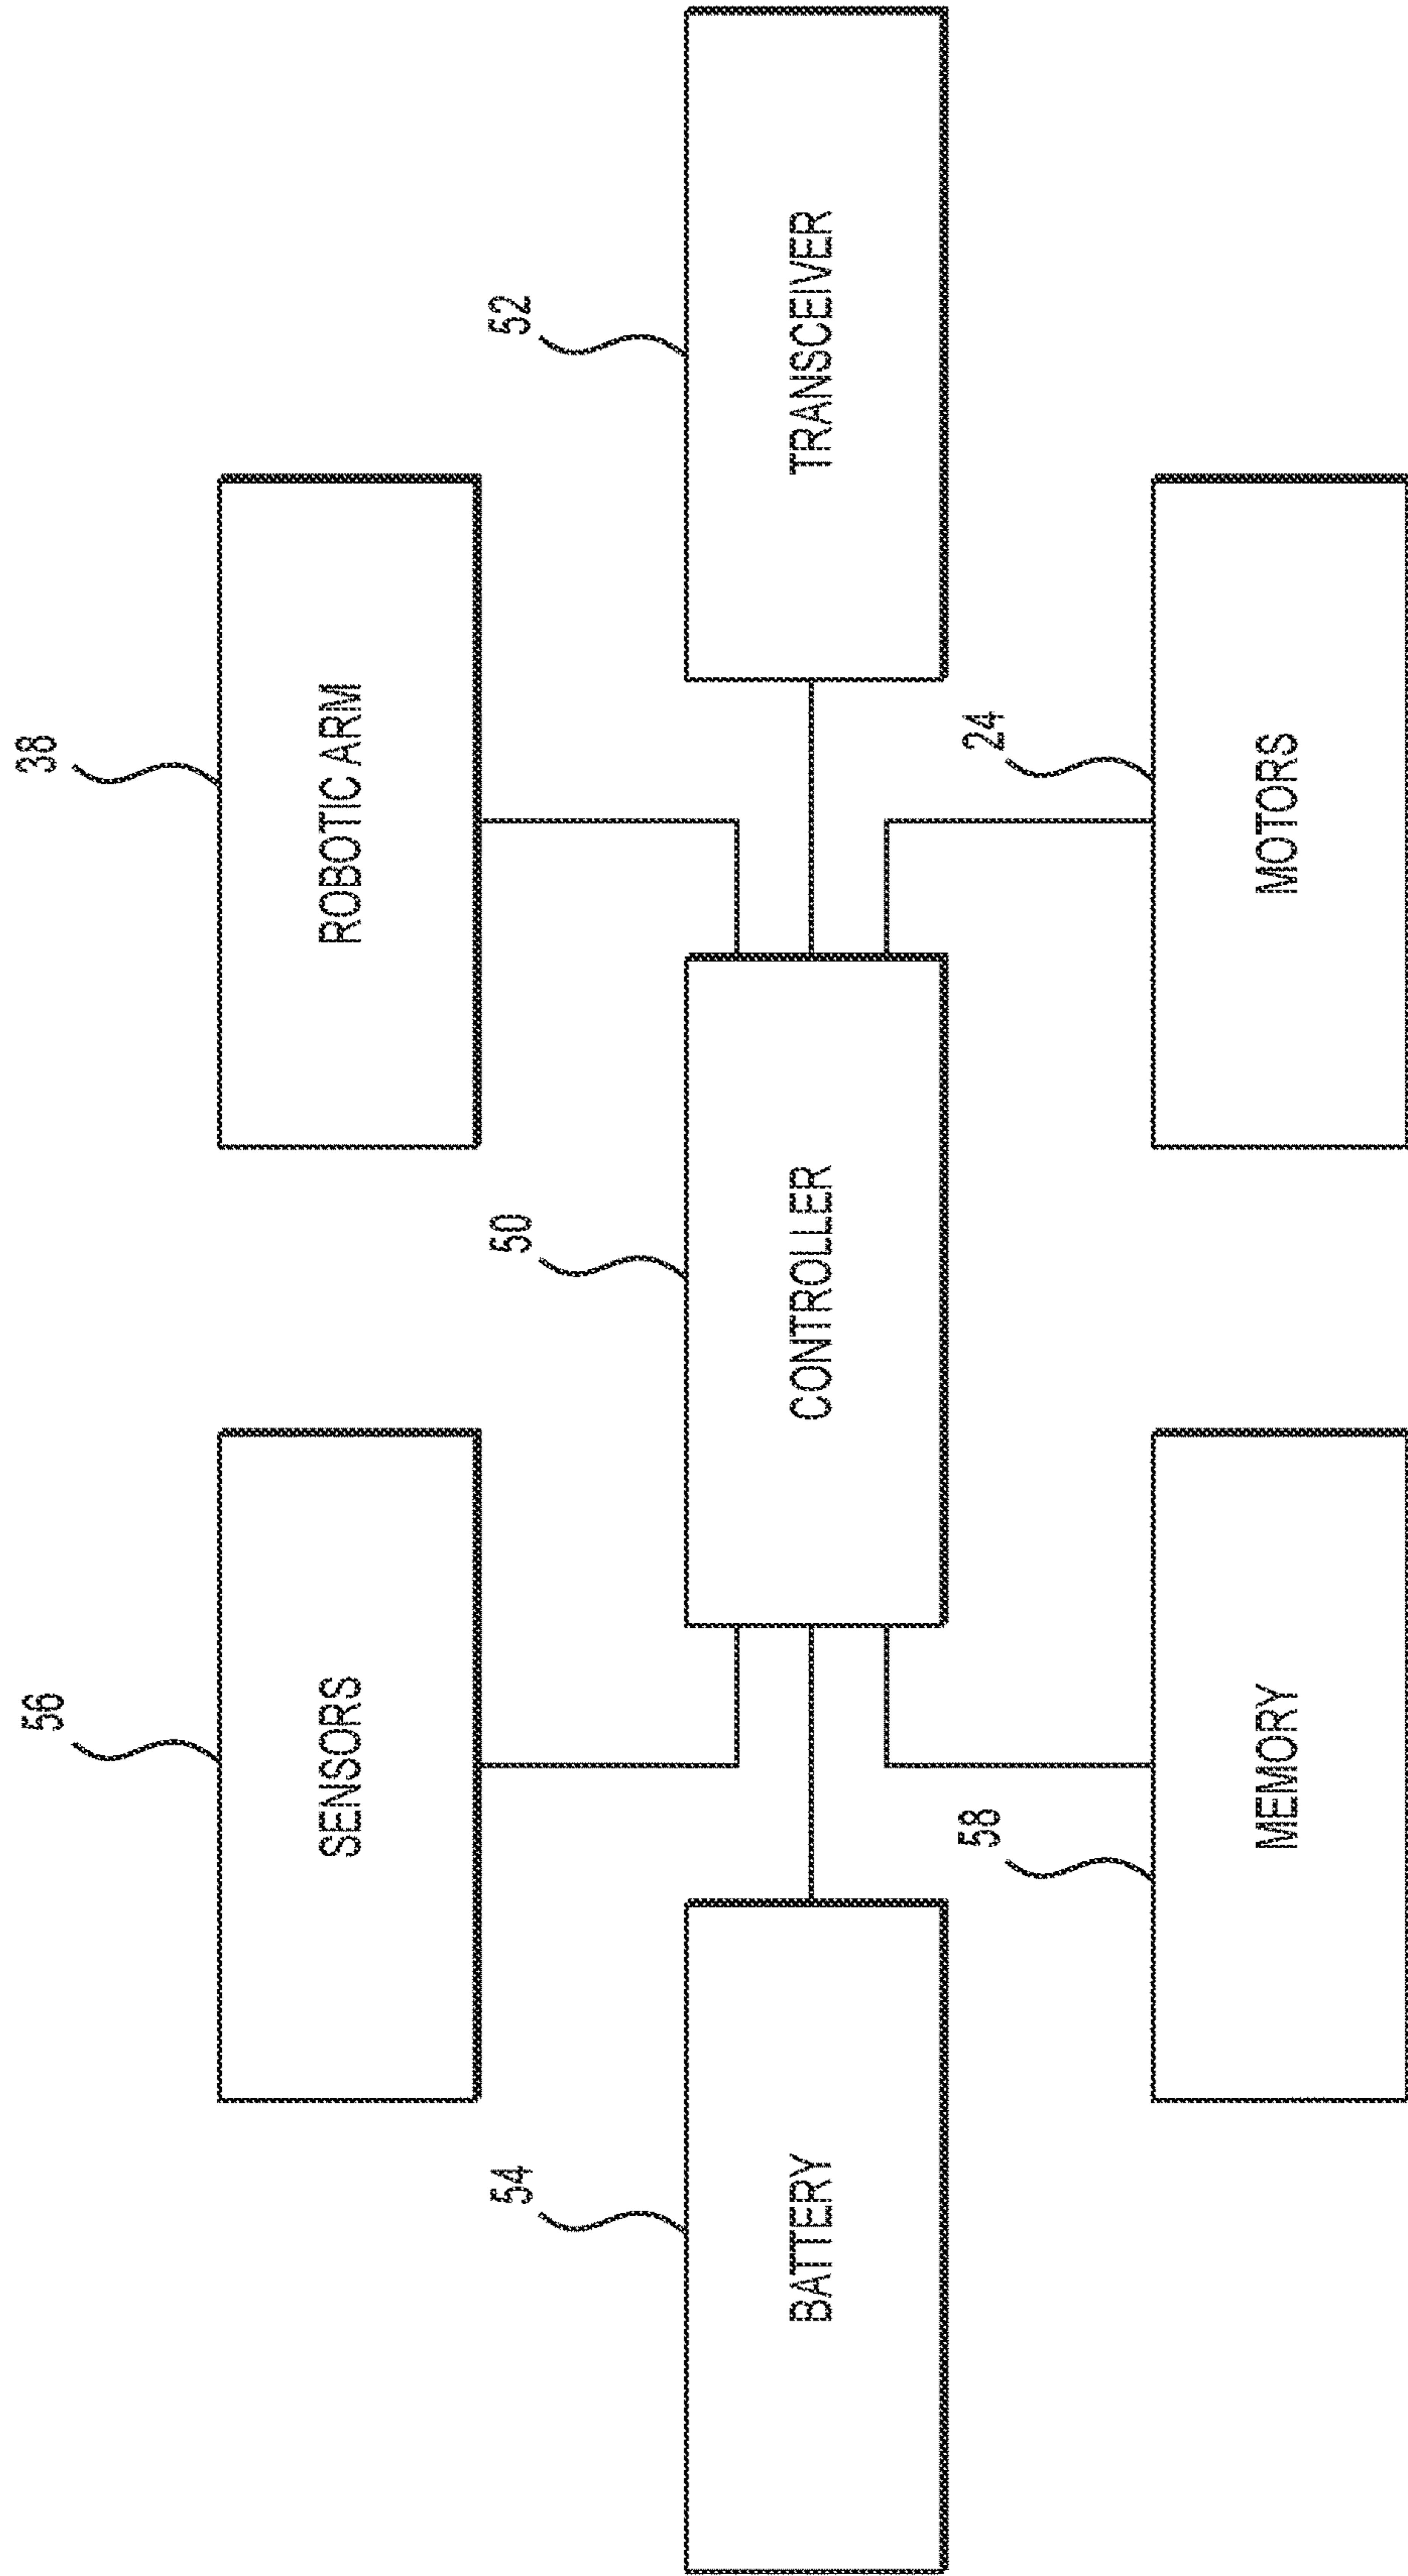 56
SENSORS
38
ROBOTIC ARM
54
BATTERY
50
CONTROLLER
52
TRANSCEIVER
58
MEMORY
24
MOTORS